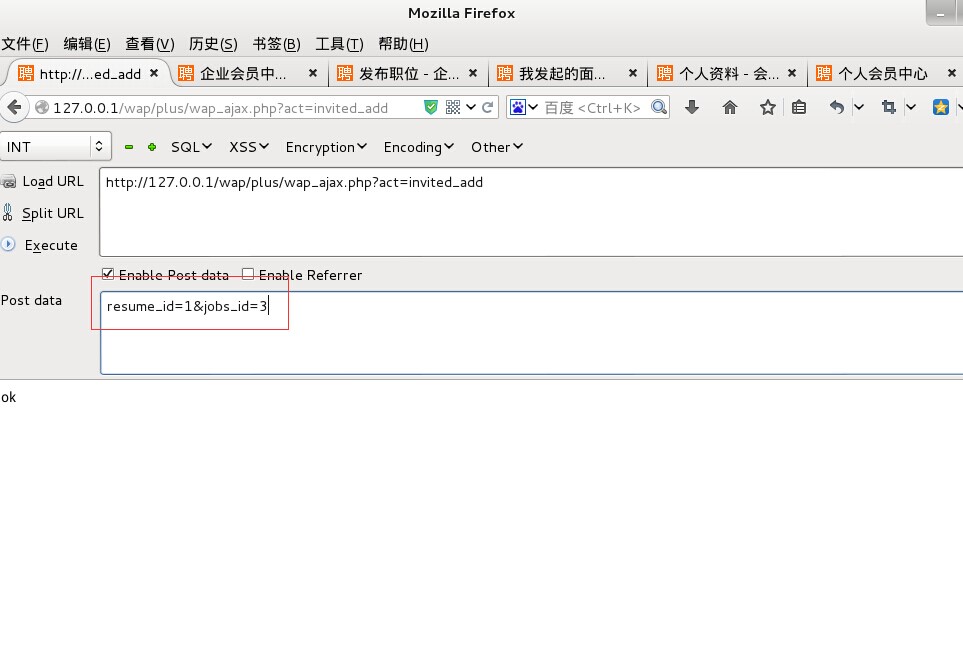 Mozilla Firefox
文件(F) 编辑(E) 查看(V) 历史(S) 书签(B) 工具(T) 帮助(H)
聘 http://...ed_add 聘 企业会员中... 聘 发布职位 - 企... 聘 我发起的面... 聘 个人资料 - 会... 聘 个人会员中心
127.0.0.1/wap/plus/wap_ajax.php?act=invited_add 百度 <Ctrl+K>
INT SQL XSS Encryption Encoding Other
Load URL http://127.0.0.1/wap/plus/wap_ajax.php?act=invited_add
Split URL
Execute
Enable Post data Enable Referrer
Post data resume_id=1&jobs_id=3
ok